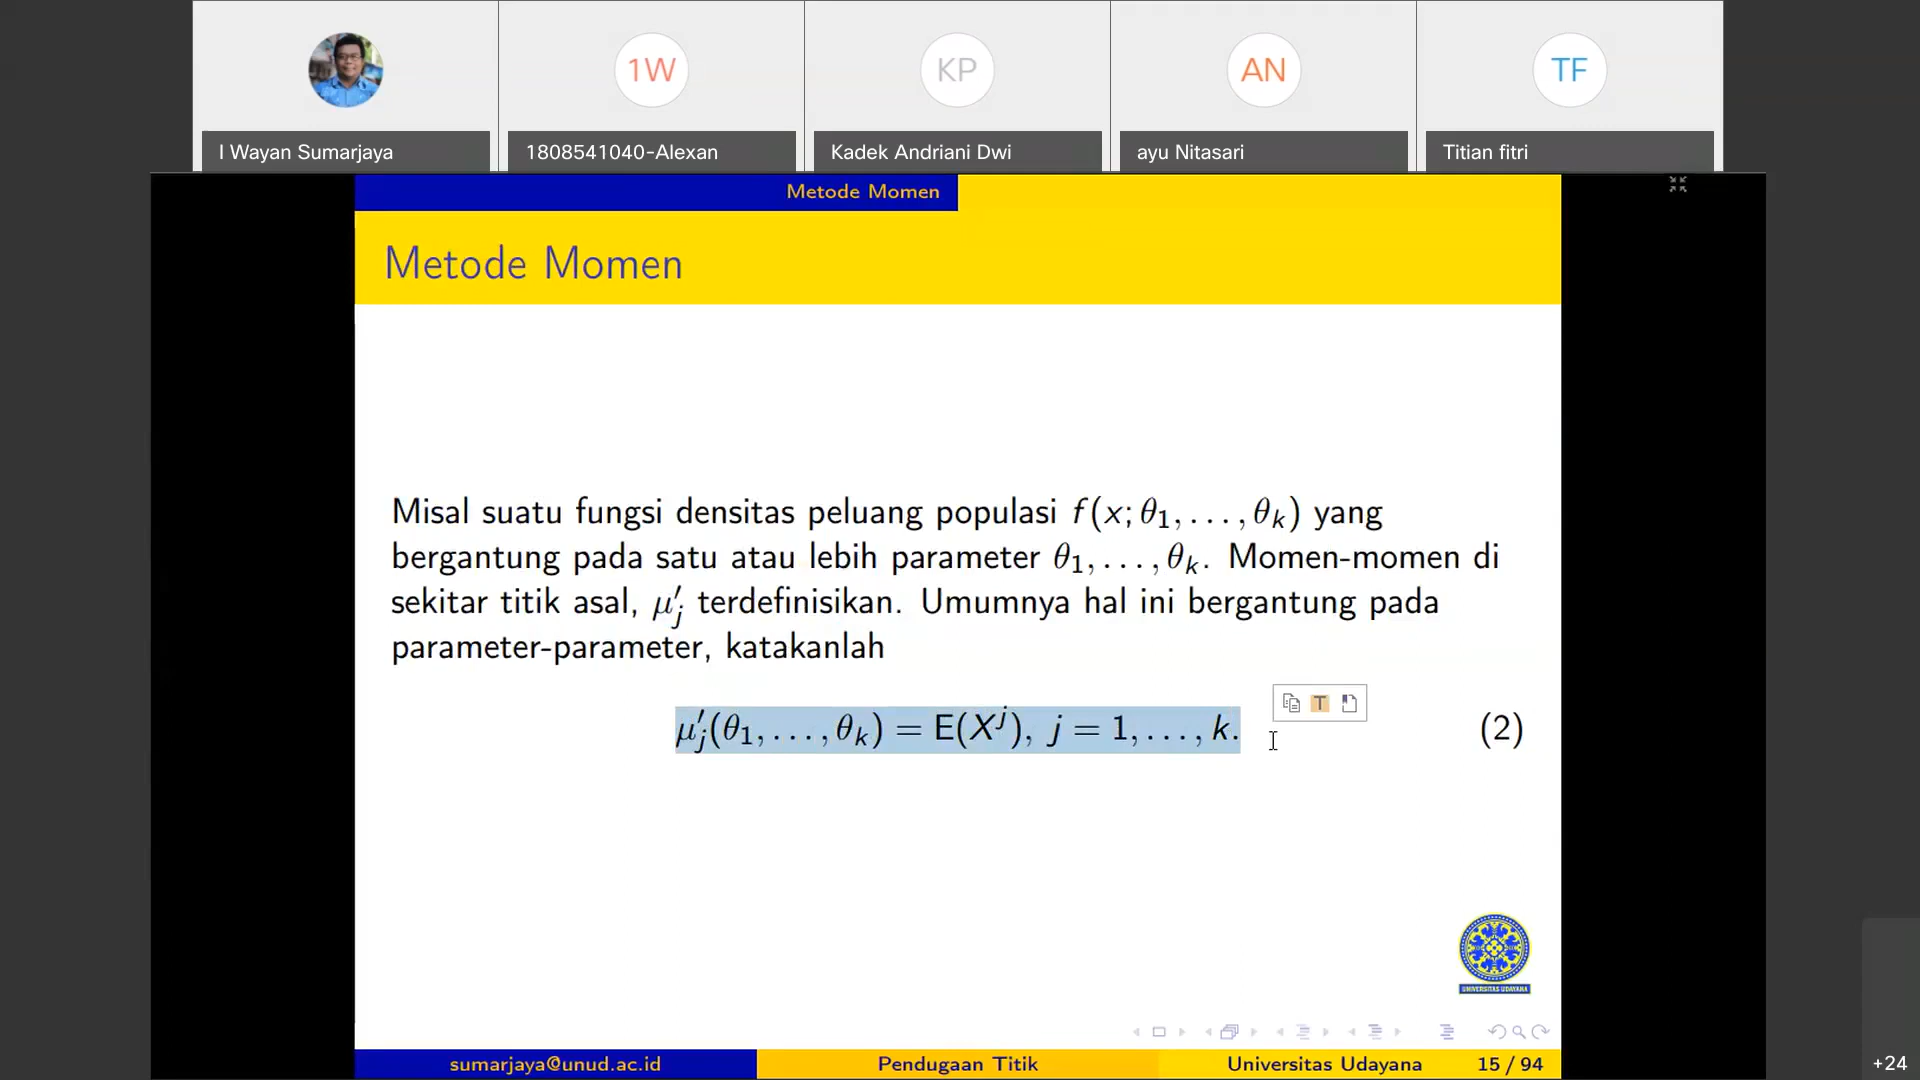 1W
KP
AN
TF
I Wayan Sumarjaya
1808541040-Alexan
Kadek Andriani Dwi
ayu Nitasari
Titian fitri
Metode Momen
Metode Momen
Misal suatu fungsi densitas peluang populasi f(x; θ₁, . . . , θₖ) yang
bergantung pada satu atau lebih parameter θ₁, . . . , θₖ. Momen-momen di
sekitar titik asal, μ′ⱼ terdefinisikan. Umumnya hal ini bergantung pada
parameter-parameter, katakanlah
μ′ⱼ(θ₁, . . . , θₖ) = E(Xʲ), j = 1, . . . , k. (2)
T
UNIVERSITAS UDAYANA
sumarjaya@unud.ac.id
Pendugaan Titik
Universitas Udayana
15 / 94
+24